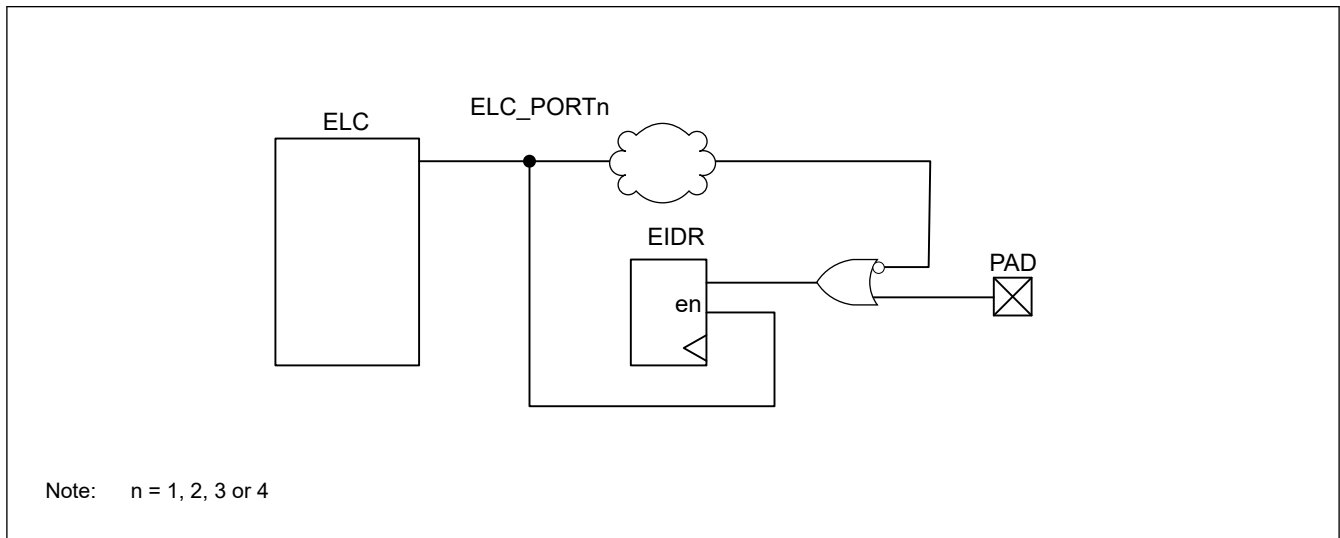 ELC_PORTn
ELC
EIDR
PAD
en
Note: n = 1, 2, 3 or 4